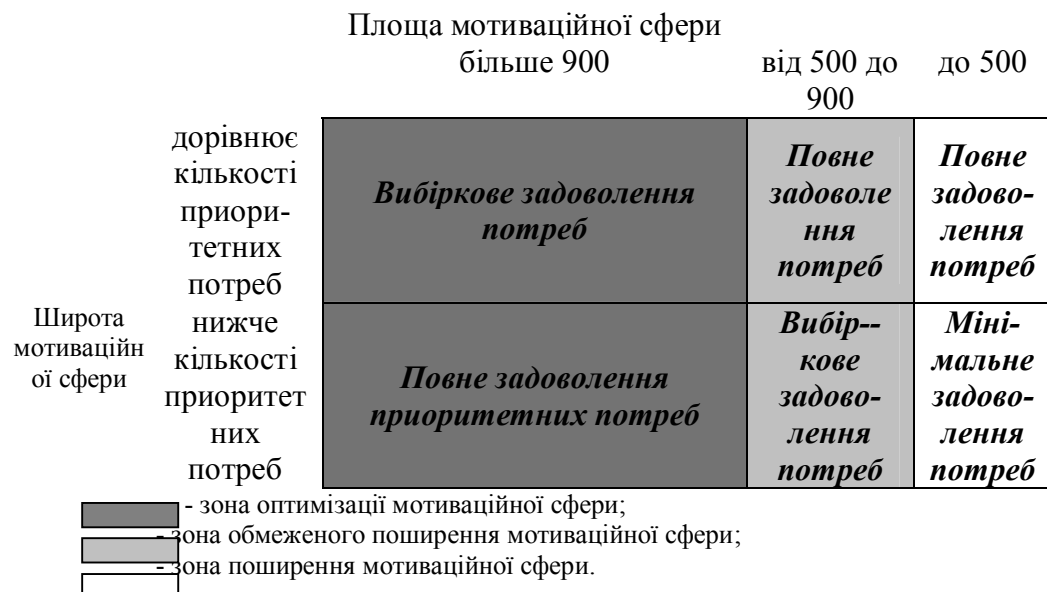 Площа мотиваційної сфери
більше 900
від 500 до
900
до 500
дорівнює
кількості
приори-
тетних
потреб
Вибіркове задоволення
потреб
Повне
задоволе
ння
потреб
Повне
задово-
лення
потреб
Широта
мотиваційн
ої сфери
нижче
кількості
приоритет
них
потреб
Повне задоволення
приоритетних потреб
Вибір--
кове
задово-
лення
потреб
Міні-
мальне
задово-
лення
потреб
- зона оптимізації мотиваційної сфери;
- зона обмеженого поширення мотиваційної сфери;
- зона поширення мотиваційної сфери.